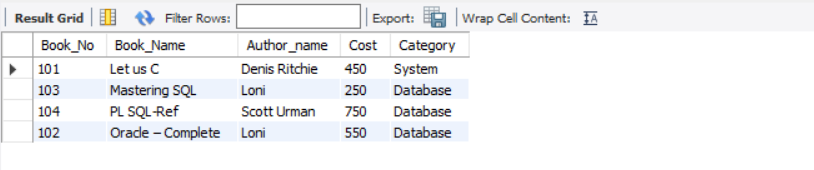 Result Grid Filter Rows: Export: Wrap Cell Content: IA
Book_No Book_Name Author_name Cost Category
101 Let us C Denis Ritchie 450 System
103 Mastering SQL Loni 250 Database
104 PL SQL-Ref Scott Urman 750 Database
102 Oracle – Complete Loni 550 Database